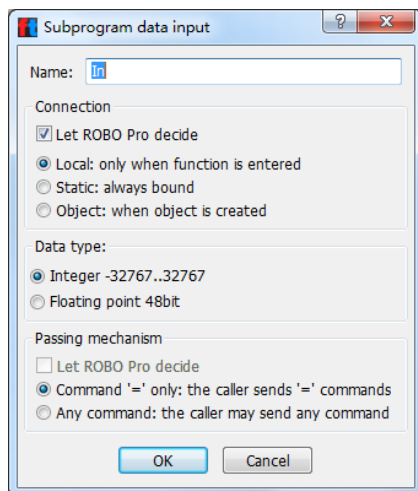 Subprogram data input
Name: In
Connection
Let ROBO Pro decide
Local: only when function is entered
Static: always bound
Object: when object is created
Data type:
Integer -32767..32767
Floating point 48bit
Passing mechanism
Let ROBO Pro decide
Command '=' only: the caller sends '=' commands
Any command: the caller may send any command
OK Cancel